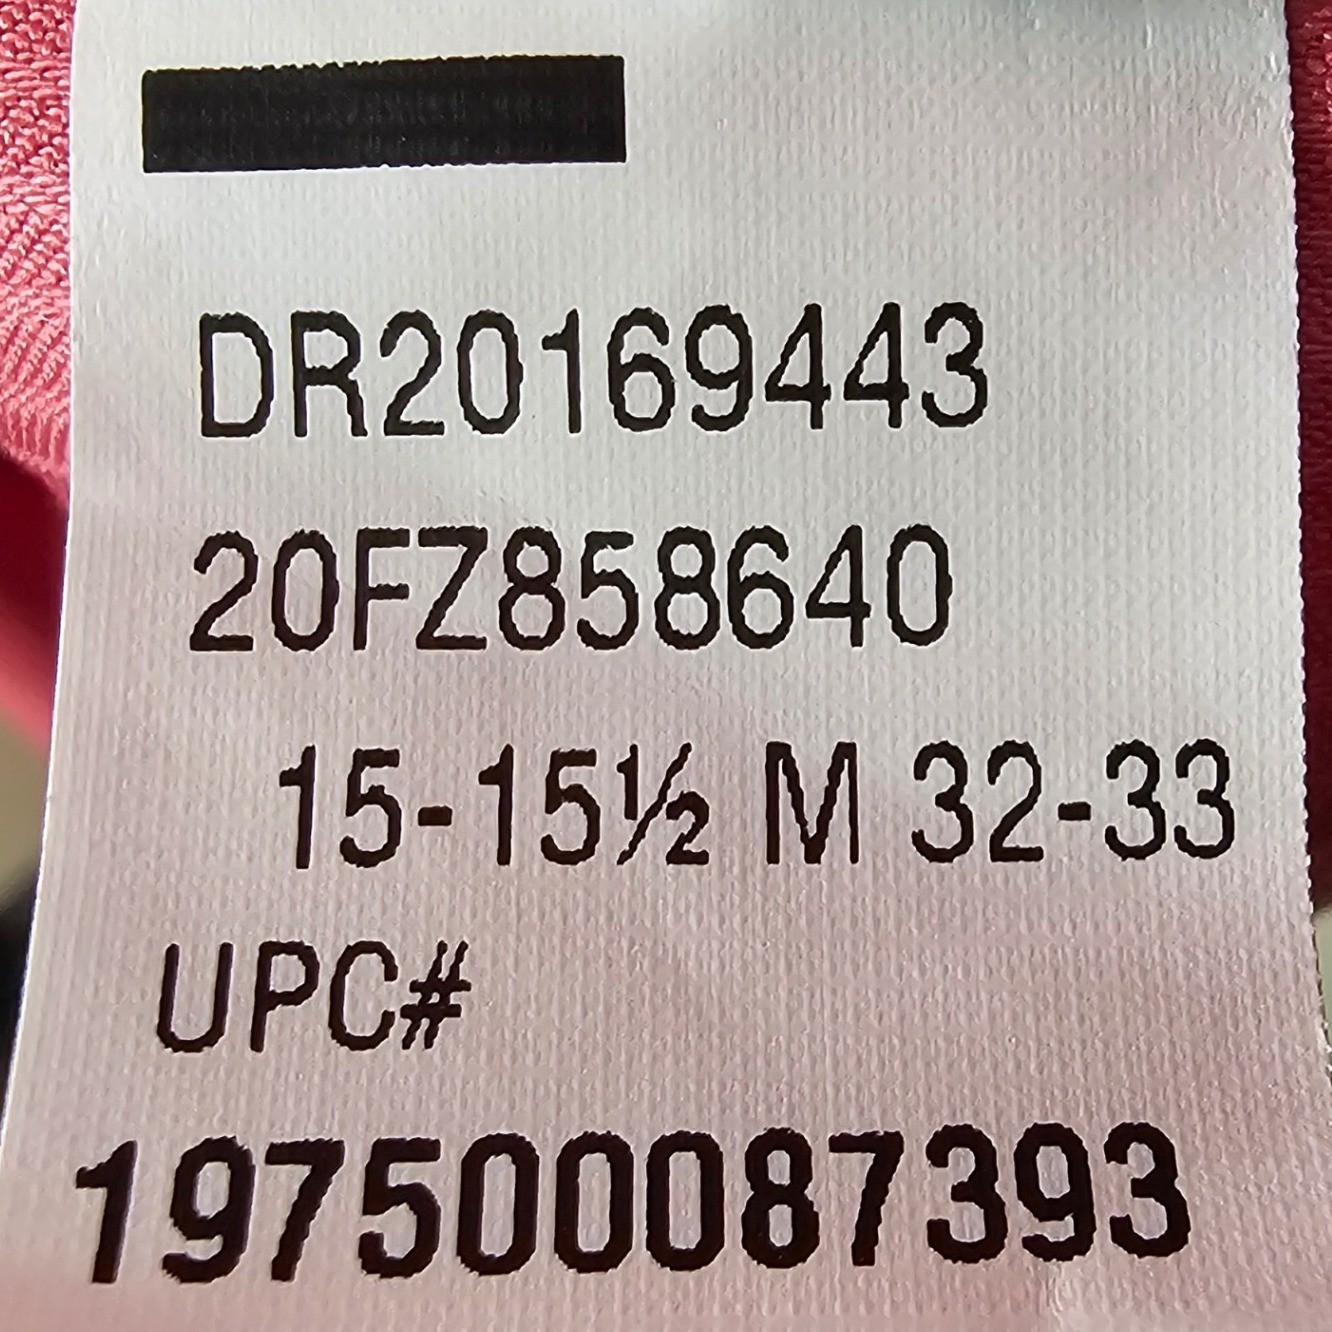 DR20169443
20FZ858640
15-15½ M 32-33
UPC#
197500087393